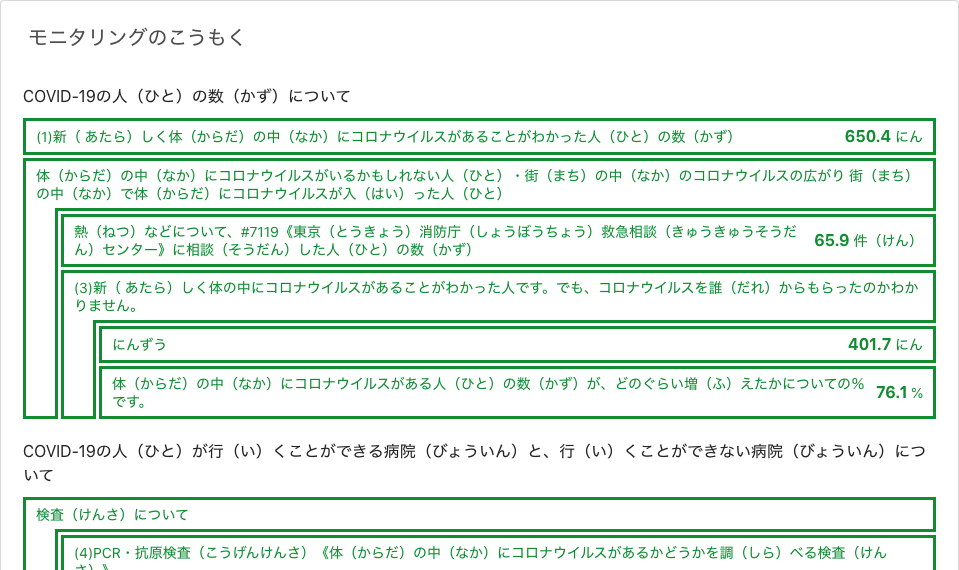 モニタリングのこうもく
COVID-19の人（ひと）の数（かず）について
(1)新（ あたら）しく体（からだ）の中（なか）にコロナウイルスがあることがわかった人（ひと）の数（かず） 650.4 にん
体（からだ）の中（なか）にコロナウイルスがいるかもしれない人（ひと）・街（まち）の中（なか）のコロナウイルスの広がり 街（まち）
の中（なか）で体（からだ）にコロナウイルスが入（はい）った人（ひと）
熱（ねつ）などについて、#7119《東京（とうきょう）消防庁（しょうぼうちょう）救急相談（きゅうきゅうそうだ
ん）センター》に相談（そうだん）した人（ひと）の数（かず） 65.9 件（けん）
(3)新（ あたら）しく体の中にコロナウイルスがあることがわかった人です。でも、コロナウイルスを誰（だれ）からもらったのかわか
りません。
にんずう 401.7 にん
体（からだ）の中（なか）にコロナウイルスがある人（ひと）の数（かず）が、どのぐらい増（ふ）えたかについての%
です。 76.1 %
COVID-19の人（ひと）が行（い）くことができる病院（びょういん）と、行（い）くことができない病院（びょういん）につ
いて
検査（けんさ）について
(4)PCR・抗原検査（こうげんけんさ）《体（からだ）の中（なか）にコロナウイルスがあるかどうかを調（しら）べる検査（けん
さ）》